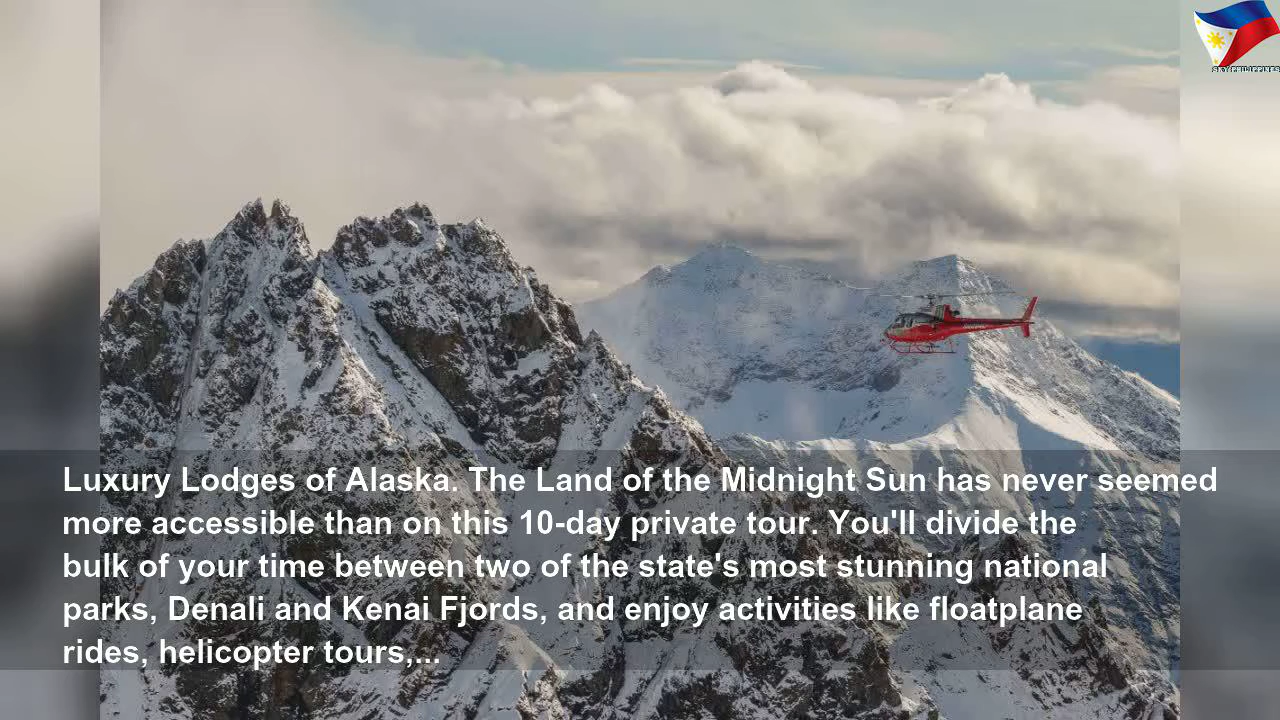 SKYPHILIPPINES
Luxury Lodges of Alaska. The Land of the Midnight Sun has never seemed
more accessible than on this 10-day private tour. You'll divide the
bulk of your time between two of the state's most stunning national
parks, Denali and Kenai Fjords, and enjoy activities like floatplane
rides, helicopter tours,...